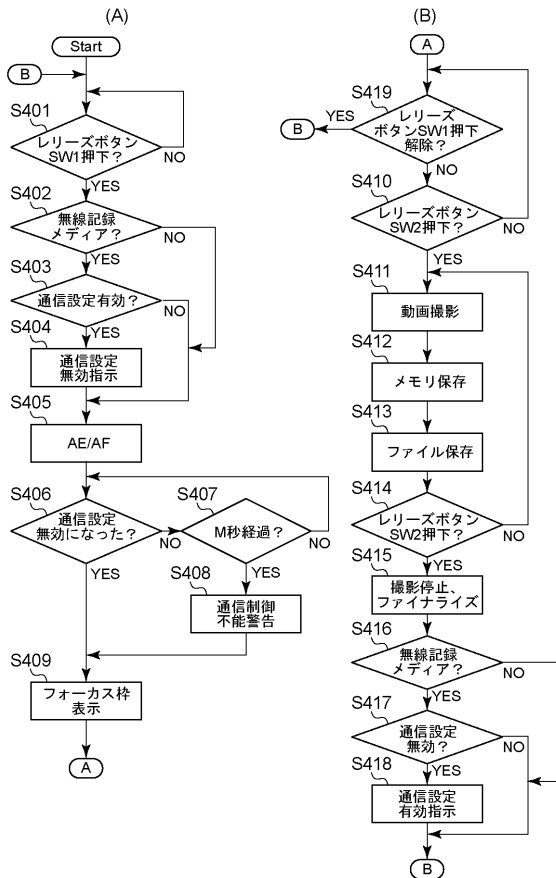 (A)
Start
B
S401
レリーズボタン
SW1押下？
NO
YES
S402
無線記録
メディア？
NO
YES
S403
通信設定有効？
NO
YES
S404
通信設定
無効指示
S405
AE/AF
S406
通信設定
無効になった？
NO
YES
S407
M秒経過？
NO
YES
S408
通信制御
不能警告
S409
フォーカス枠
表示
A
(B)
A
S419
レリーズ
ボタンSW1押下
解除？
YES
B
NO
S410
レリーズボタン
SW2押下？
NO
YES
S411
動画撮影
S412
メモリ保存
S413
ファイル保存
S414
レリーズボタン
SW2押下？
NO
YES
S415
撮影停止、
ファイナライズ
S416
無線記録
メディア？
NO
YES
S417
通信設定
無効？
NO
YES
S418
通信設定
有効指示
B